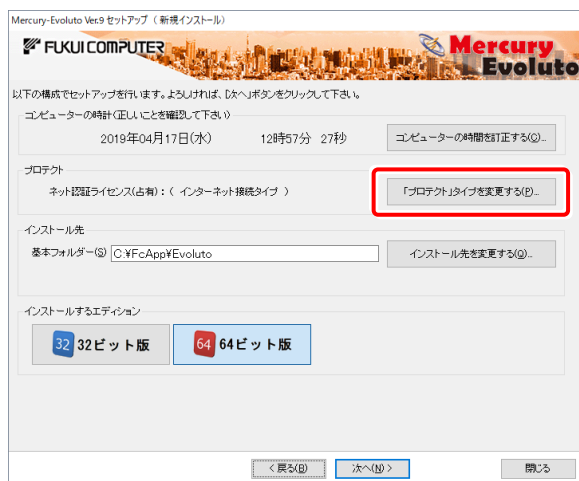 Mercury-Evoluto Ver.9 セットアップ（ 新規インストール）
FUKUI COMPUTER
Mercury
Evoluto
以下の構成でセットアップを行います。よろしければ、[次へ]ボタンをクリックして下さい。
コンピューターの時計（正しいことを確認して下さい）
2019年04月17日(水) 12時57分 27秒 コンピューターの時間を訂正する(C)...
プロテクト
ネット認証ライセンス(占有)：（ インターネット接続タイプ ） 「プロテクト」タイプを変更する(P)...
インストール先
基本フォルダー(S) C:¥FcApp¥Evoluto インストール先を変更する(Q)...
インストールするエディション
32 32ビット版 64 64ビット版
< 戻る(B) 次へ(N) > 閉じる